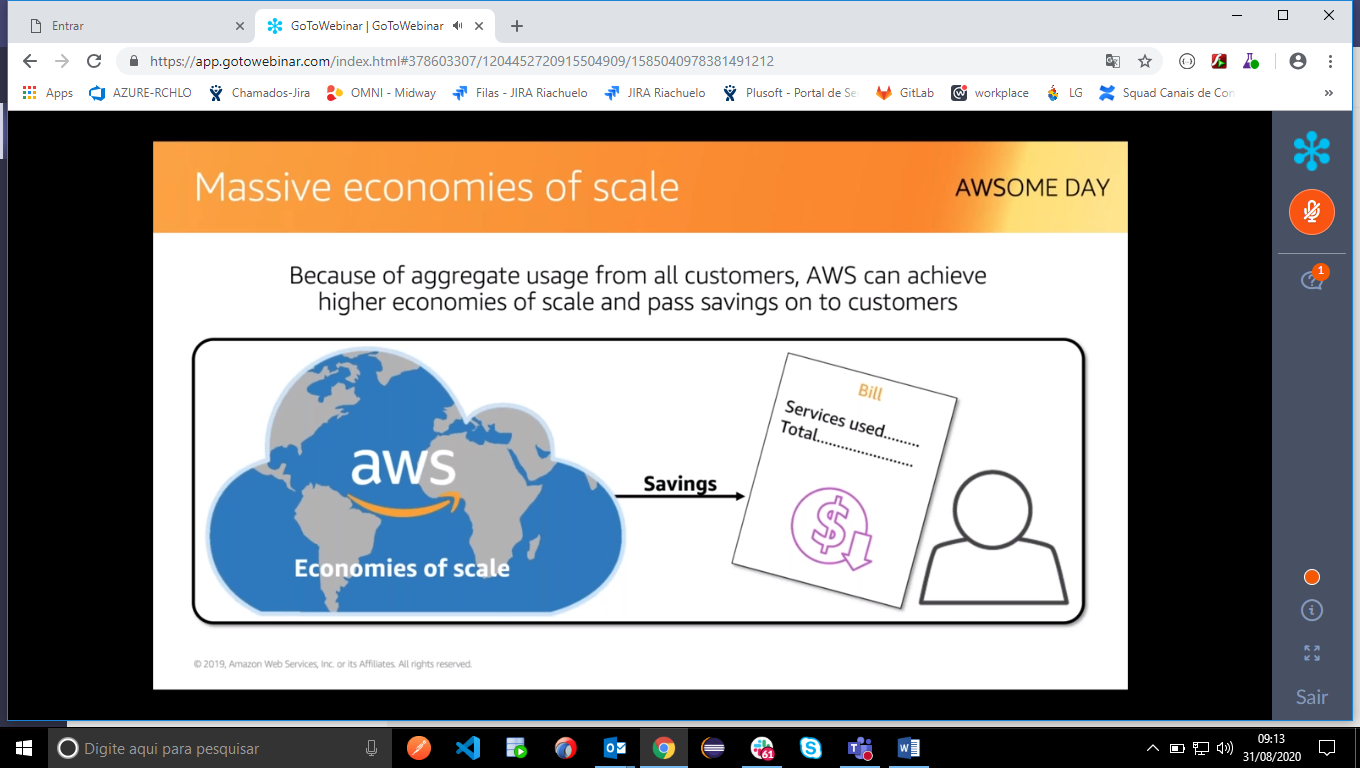 Entrar
GoToWebinar | GoToWebinar
https://app.gotowebinar.com/index.html#378603307/1204452720915504909/1585040978381491212
Apps
AZURE-RCHLO
Chamados-Jira
OMNI - Midway
Filas - JIRA Riachuelo
JIRA Riachuelo
Plusoft - Portal de Se
GitLab
workplace
LG
Squad Canais de Con
»
Massive economies of scale
AWSOME DAY
Because of aggregate usage from all customers, AWS can achieve
higher economies of scale and pass savings on to customers
aws
Economies of scale
Savings
Bill
Services used........
Total.....................
$
© 2019, Amazon Web Services, Inc. or its Affiliates. All rights reserved.
1
Sair
Digite aqui para pesquisar
61
09:13
31/08/2020